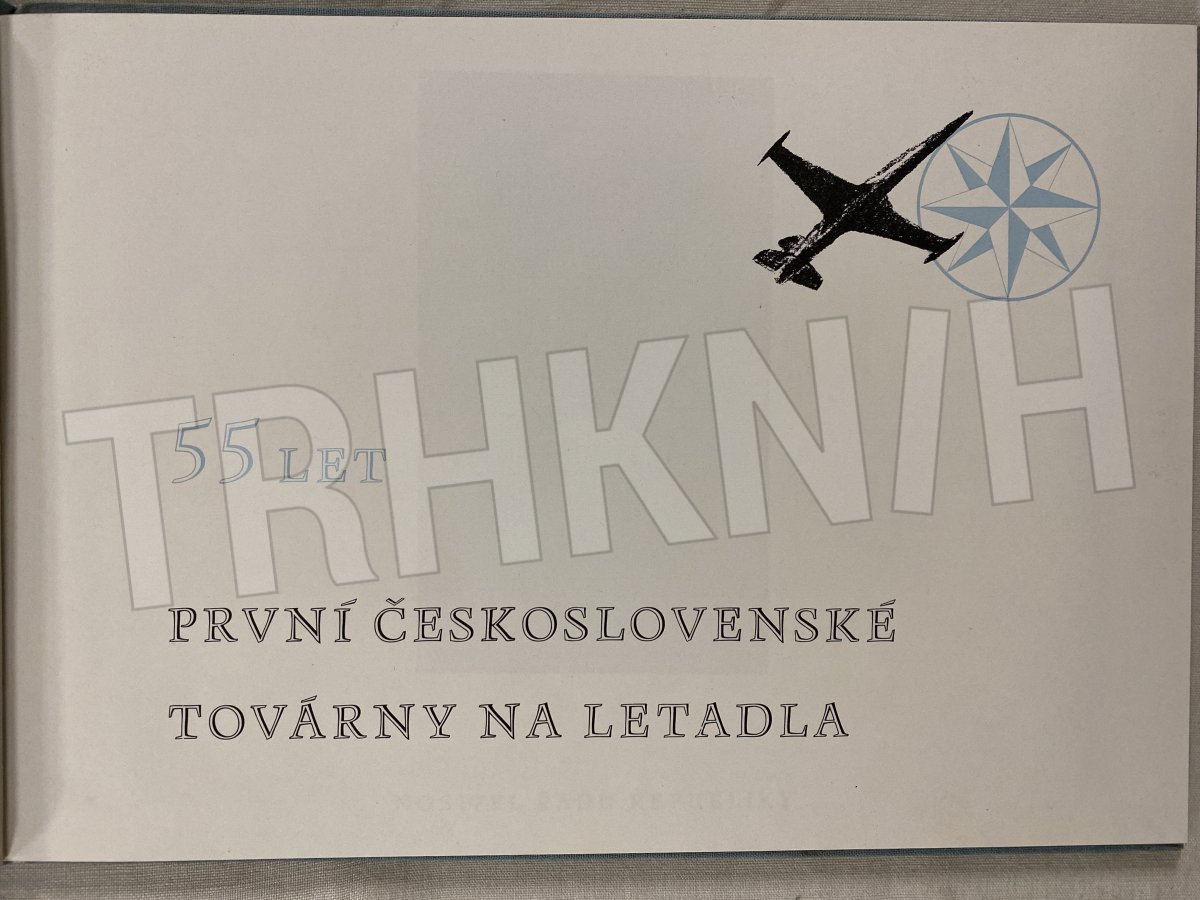 TRHKNIH
55 LET
PRVNÍ ČESKOSLOVENSKÉ
TOVÁRNY NA LETADLA